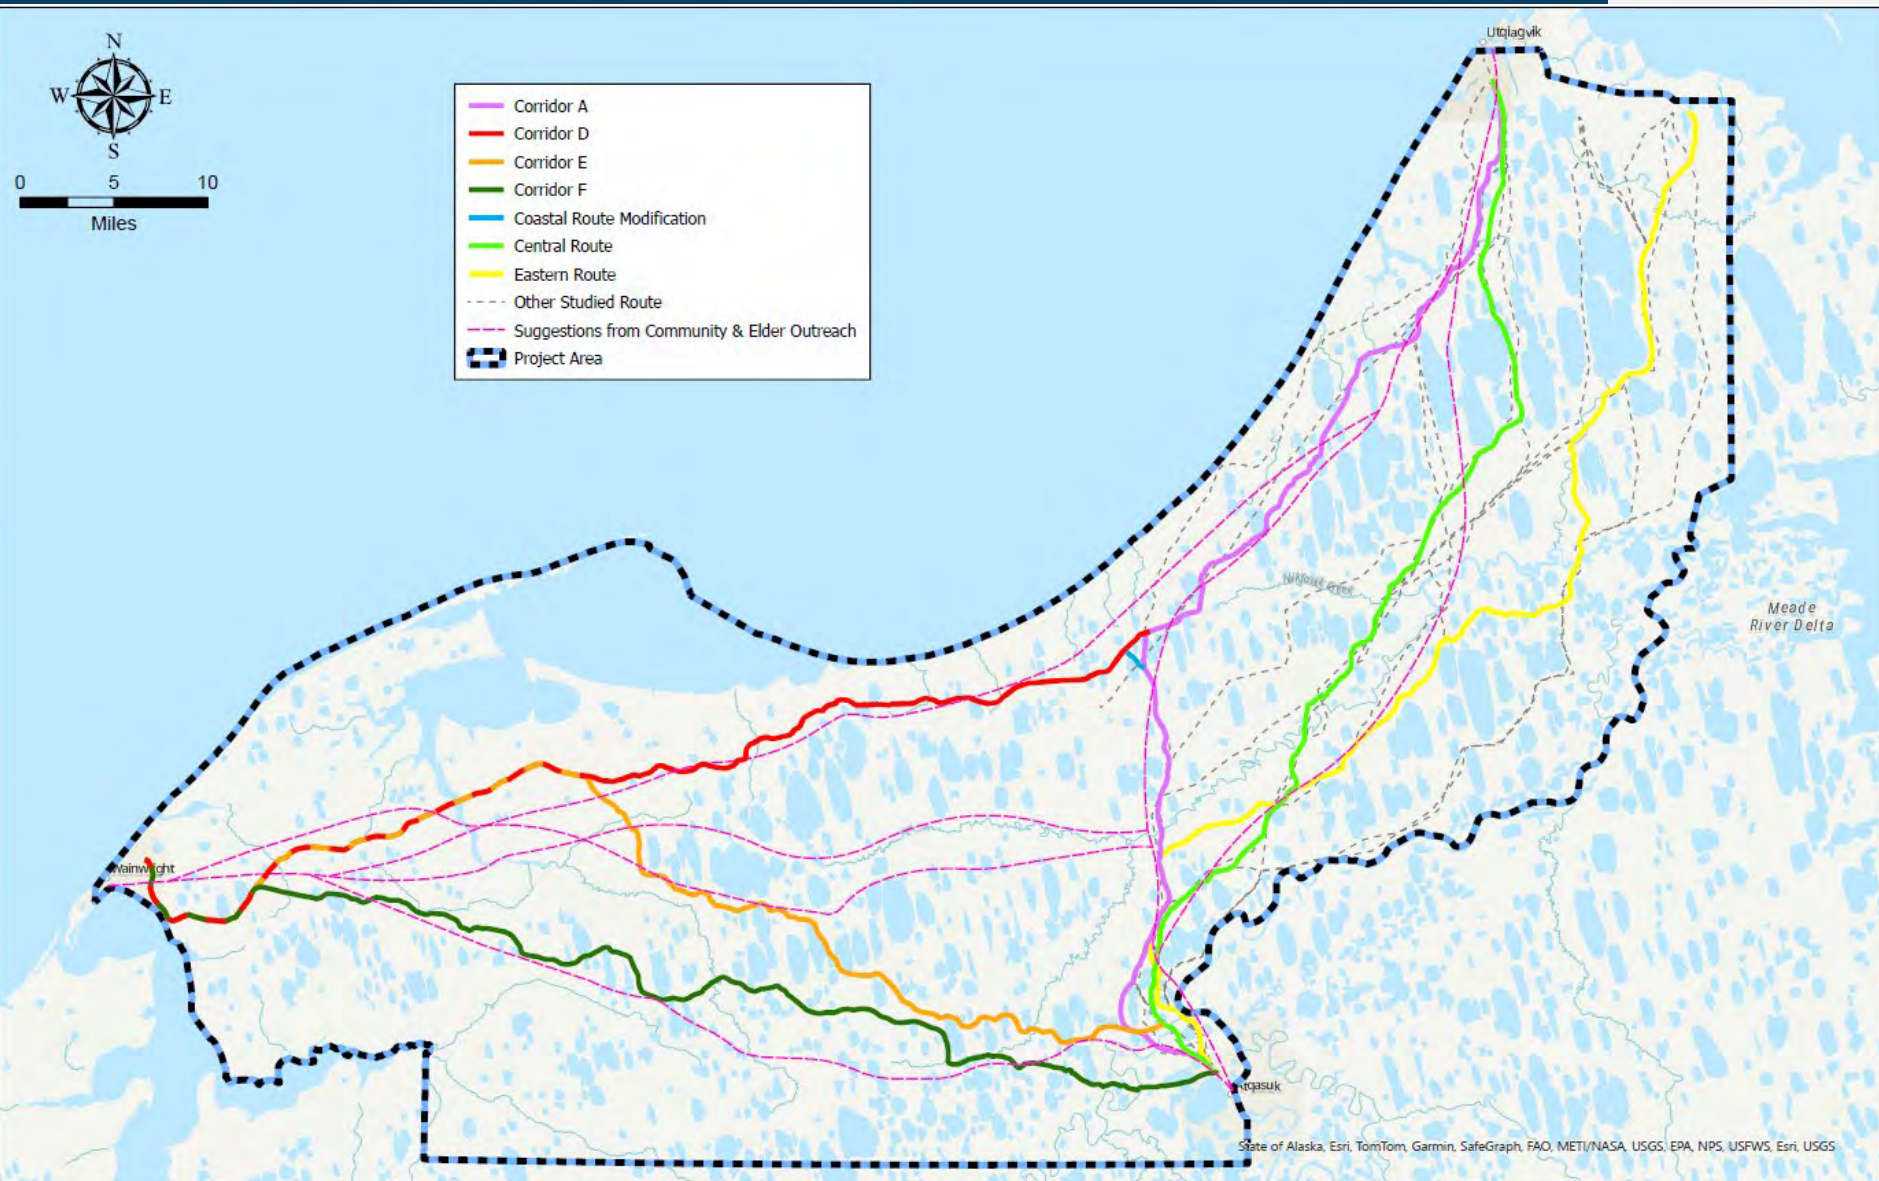 Utqiagvik
N
W E
S
0 5 10
Miles
Corridor A
Corridor D
Corridor E
Corridor F
Coastal Route Modification
Central Route
Eastern Route
Other Studied Route
Suggestions from Community & Elder Outreach
Project Area
Creek
Meade
River Delta
Wainwright
Atqasuk
State of Alaska, Esri, TomTom, Garmin, SafeGraph, FAO, METI/NASA, USGS, EPA, NPS, USFWS, Esri, USGS